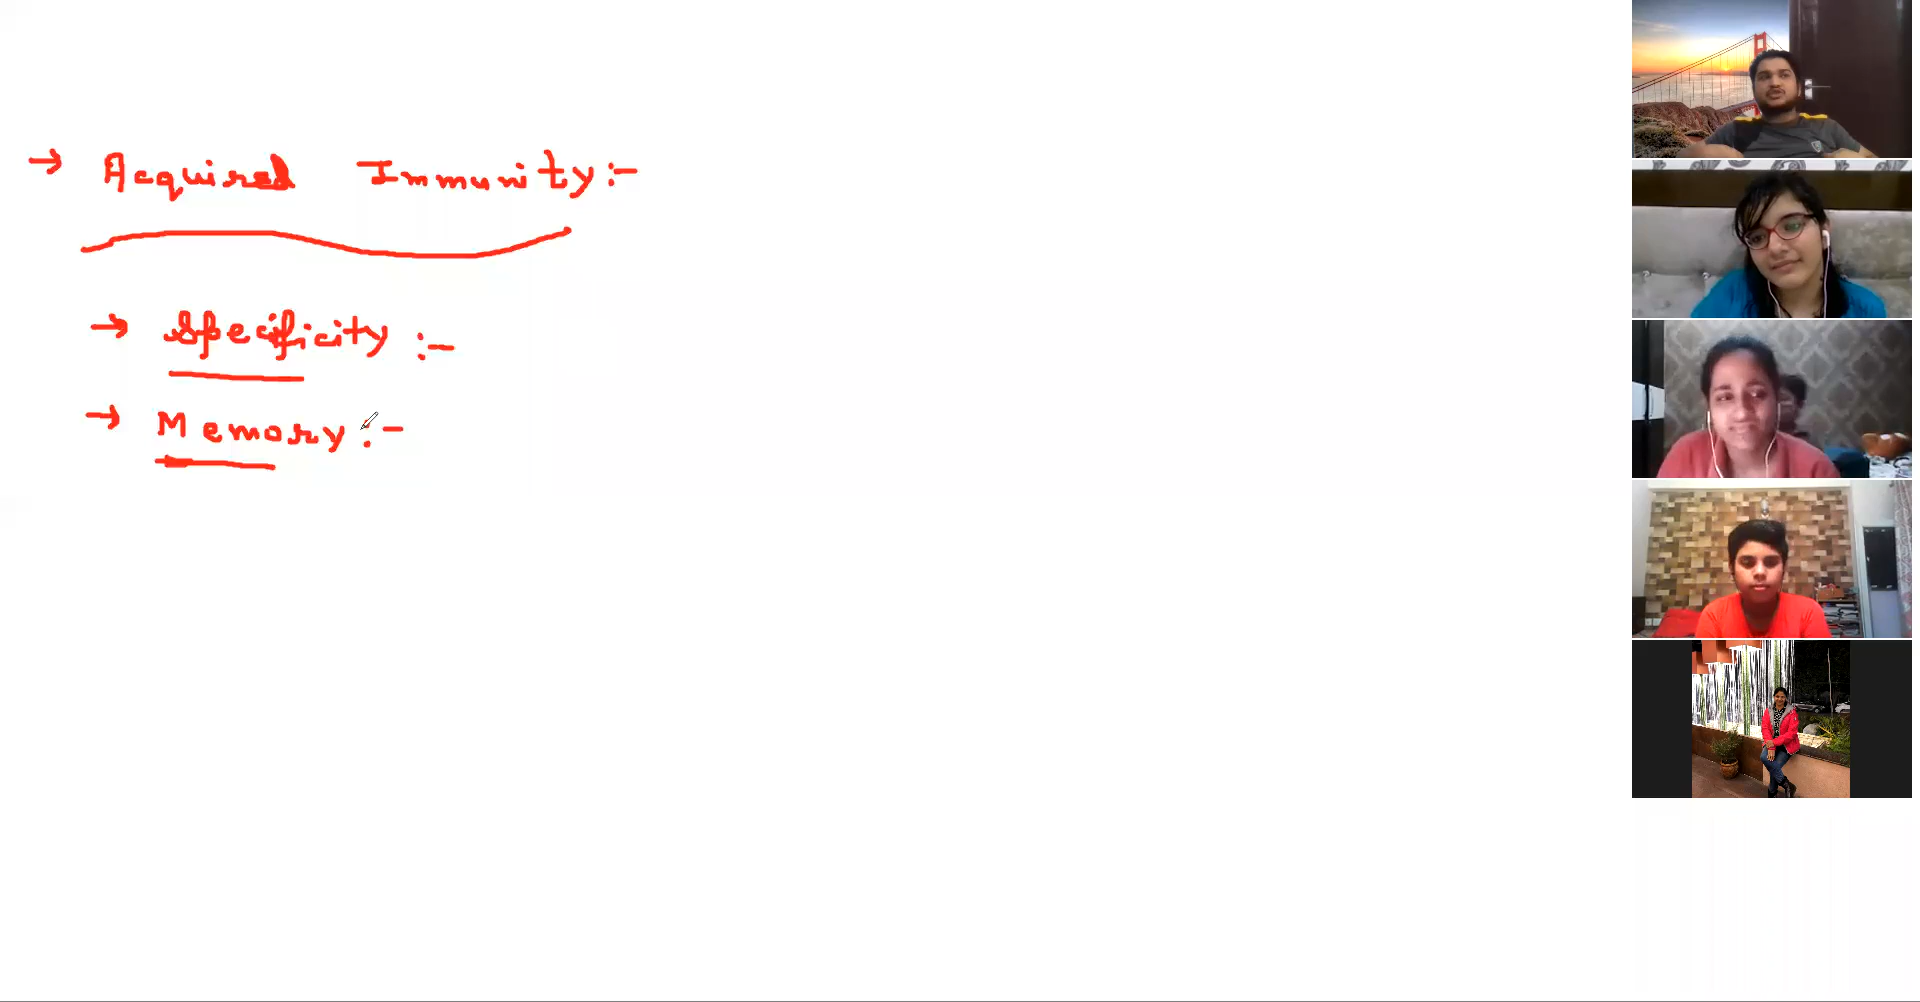 → Acquired Immunity :-
→ Specificity :-
→ Memory :-